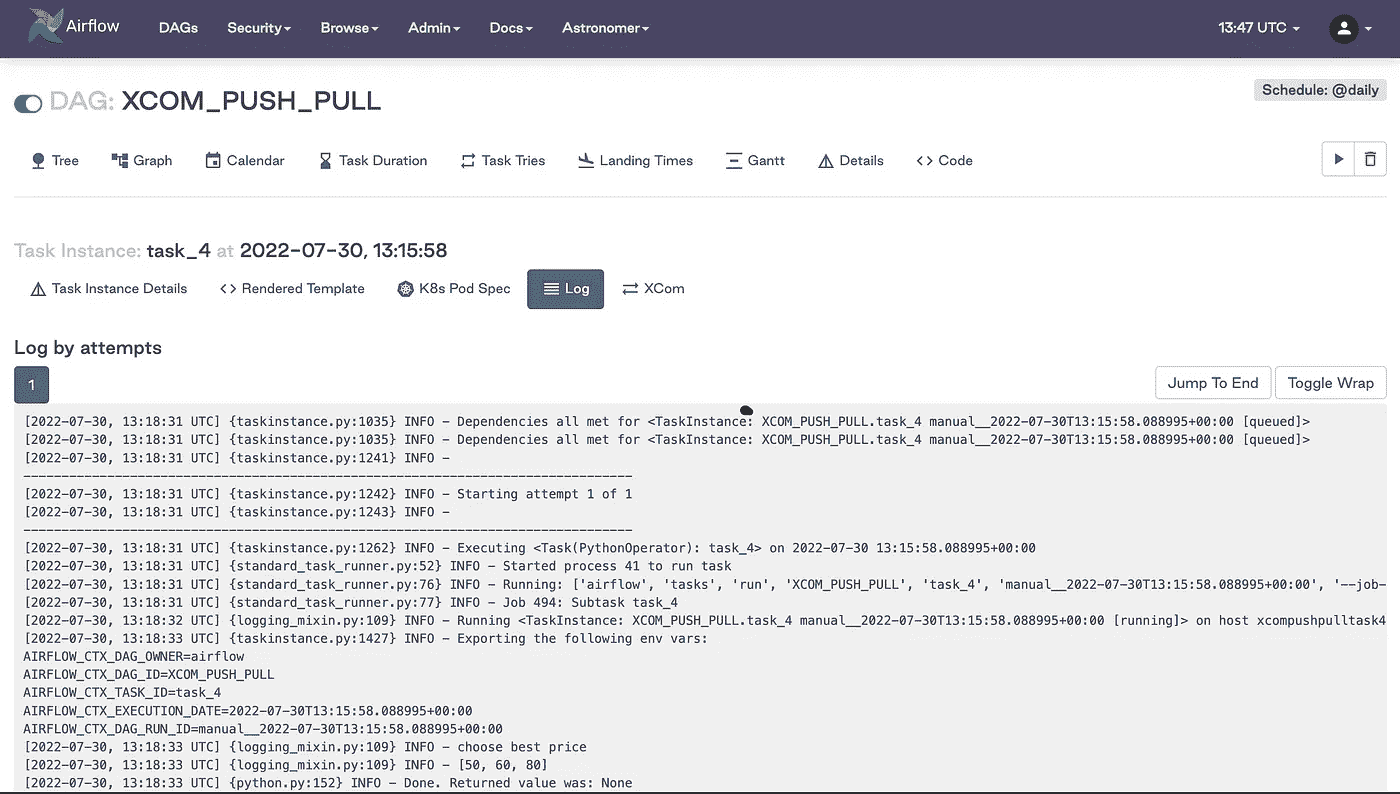 Airflow DAGs Security Browse Admin Docs Astronomer 13:47 UTC
DAG: XCOM_PUSH_PULL Schedule: @daily
Tree Graph Calendar Task Duration Task Tries Landing Times Gantt Details <> Code
Task Instance: task_4 at 2022-07-30, 13:15:58
Task Instance Details <> Rendered Template K8s Pod Spec Log XCom
Log by attempts
1 Jump To End Toggle Wrap
[2022-07-30, 13:18:31 UTC] {taskinstance.py:1035} INFO - Dependencies all met for <TaskInstance: XCOM_PUSH_PULL.task_4 manual__2022-07-30T13:15:58.088995+00:00 [queued]>
[2022-07-30, 13:18:31 UTC] {taskinstance.py:1035} INFO - Dependencies all met for <TaskInstance: XCOM_PUSH_PULL.task_4 manual__2022-07-30T13:15:58.088995+00:00 [queued]>
[2022-07-30, 13:18:31 UTC] {taskinstance.py:1241} INFO -
--------------------------------------------------------------------------------
[2022-07-30, 13:18:31 UTC] {taskinstance.py:1242} INFO - Starting attempt 1 of 1
[2022-07-30, 13:18:31 UTC] {taskinstance.py:1243} INFO -
--------------------------------------------------------------------------------
[2022-07-30, 13:18:31 UTC] {taskinstance.py:1262} INFO - Executing <Task(PythonOperator): task_4> on 2022-07-30 13:15:58.088995+00:00
[2022-07-30, 13:18:31 UTC] {standard_task_runner.py:52} INFO - Started process 41 to run task
[2022-07-30, 13:18:31 UTC] {standard_task_runner.py:76} INFO - Running: ['airflow', 'tasks', 'run', 'XCOM_PUSH_PULL', 'task_4', 'manual__2022-07-30T13:15:58.088995+00:00', '--job-
[2022-07-30, 13:18:31 UTC] {standard_task_runner.py:77} INFO - Job 494: Subtask task_4
[2022-07-30, 13:18:32 UTC] {logging_mixin.py:109} INFO - Running <TaskInstance: XCOM_PUSH_PULL.task_4 manual__2022-07-30T13:15:58.088995+00:00 [running]> on host xcompushpulltask4
[2022-07-30, 13:18:33 UTC] {taskinstance.py:1427} INFO - Exporting the following env vars:
AIRFLOW_CTX_DAG_OWNER=airflow
AIRFLOW_CTX_DAG_ID=XCOM_PUSH_PULL
AIRFLOW_CTX_TASK_ID=task_4
AIRFLOW_CTX_EXECUTION_DATE=2022-07-30T13:15:58.088995+00:00
AIRFLOW_CTX_DAG_RUN_ID=manual__2022-07-30T13:15:58.088995+00:00
[2022-07-30, 13:18:33 UTC] {logging_mixin.py:109} INFO - choose best price
[2022-07-30, 13:18:33 UTC] {logging_mixin.py:109} INFO - [50, 60, 80]
[2022-07-30, 13:18:33 UTC] {python.py:152} INFO - Done. Returned value was: None